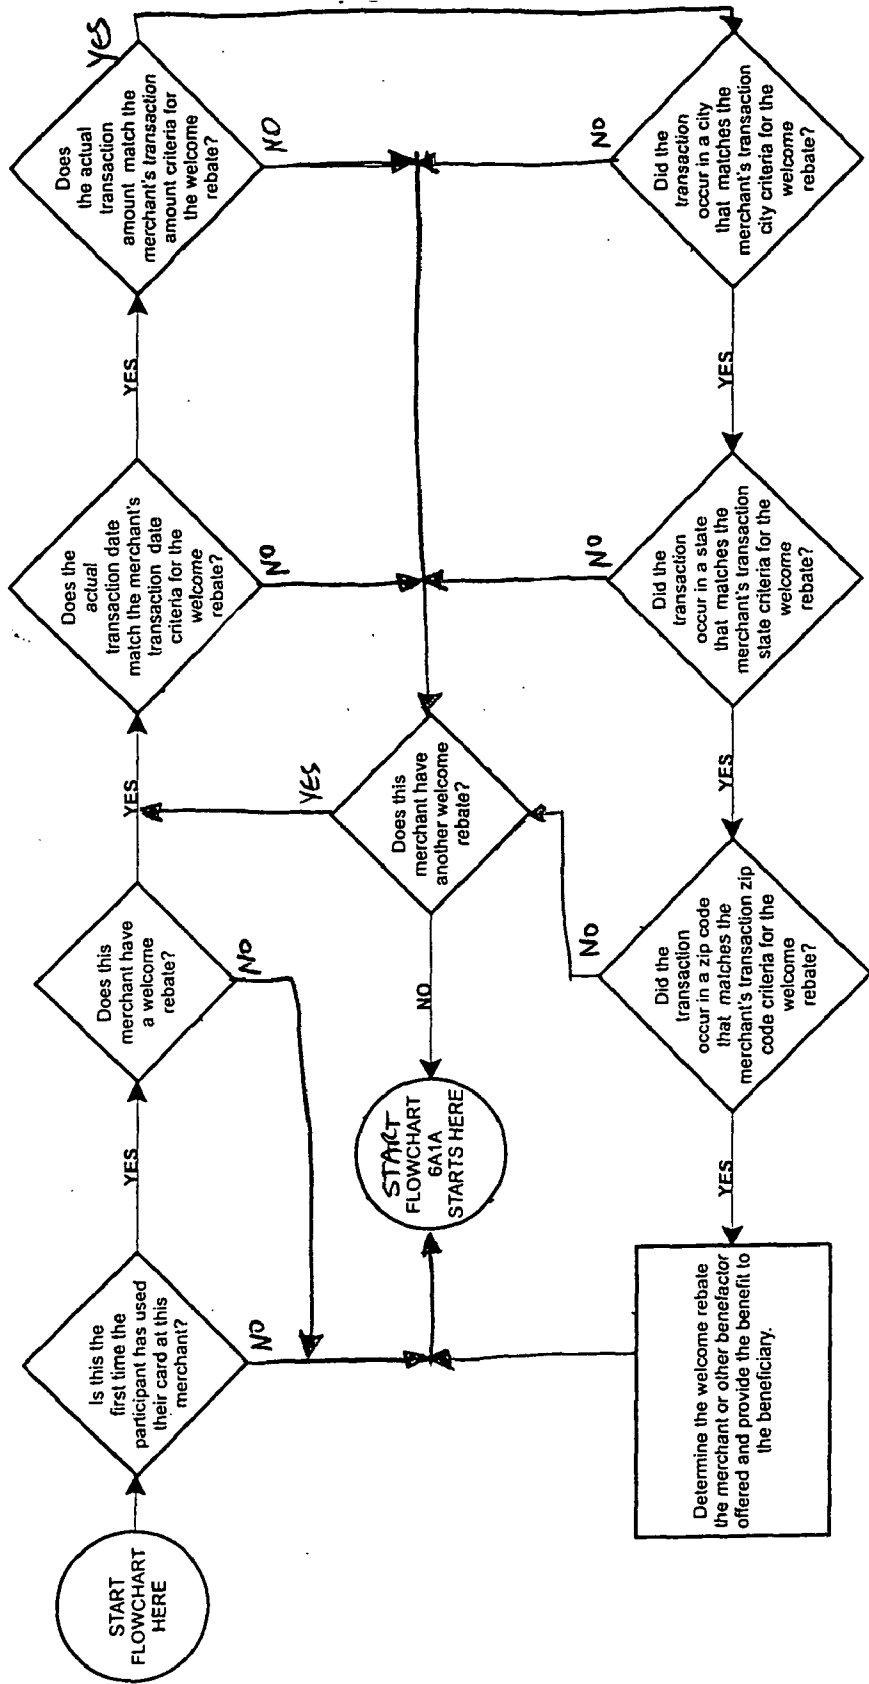 START
FLOWCHART
HERE
Is this the
first time the
participant has used
their card at this
merchant?
YES
NO
Does this
merchant have
a welcome
rebate?
YES
NO
Does the
actual
transaction date
match the merchant's
transaction date
criteria for the
welcome
rebate?
YES
NO
Does
the actual
transaction
amount match the
merchant's transaction
amount criteria for
the welcome
rebate?
YES
NO
START
FLOWCHART
6A1A
STARTS HERE
NO
Does this
merchant have
another welcome
rebate?
YES
Determine the welcome rebate
the merchant or other benefactor
offered and provide the benefit to
the beneficiary.
YES
Did the
transaction
occur in a zip code
that matches the
merchant's transaction zip
code criteria for the
welcome
rebate?
NO
YES
Did the
transaction
occur in a state
that matches the
merchant's transaction
state criteria for the
welcome
rebate?
NO
YES
Did the
transaction
occur in a city
that matches the
merchant's transaction
city criteria for the
welcome
rebate?
NO